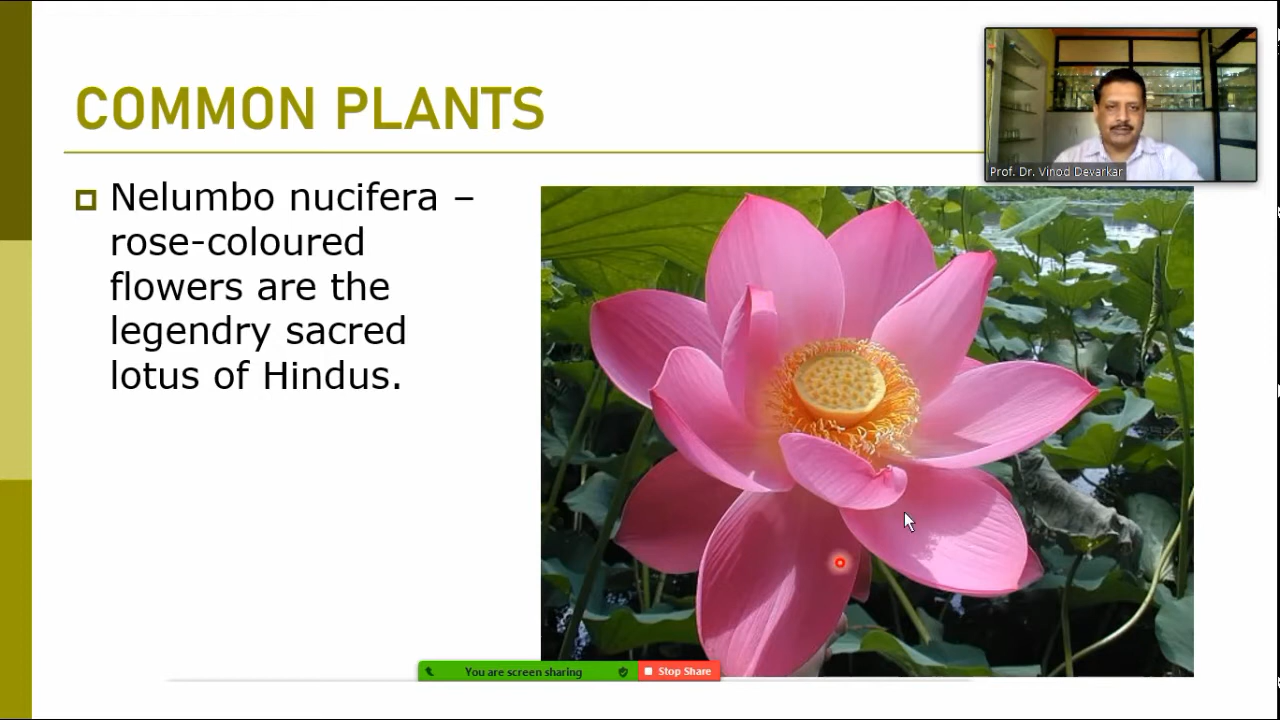 COMMON PLANTS
Prof. Dr. Vinod Devarkar
Nelumbo nucifera –
rose-coloured
flowers are the
legendry sacred
lotus of Hindus.
You are screen sharing
Stop Share